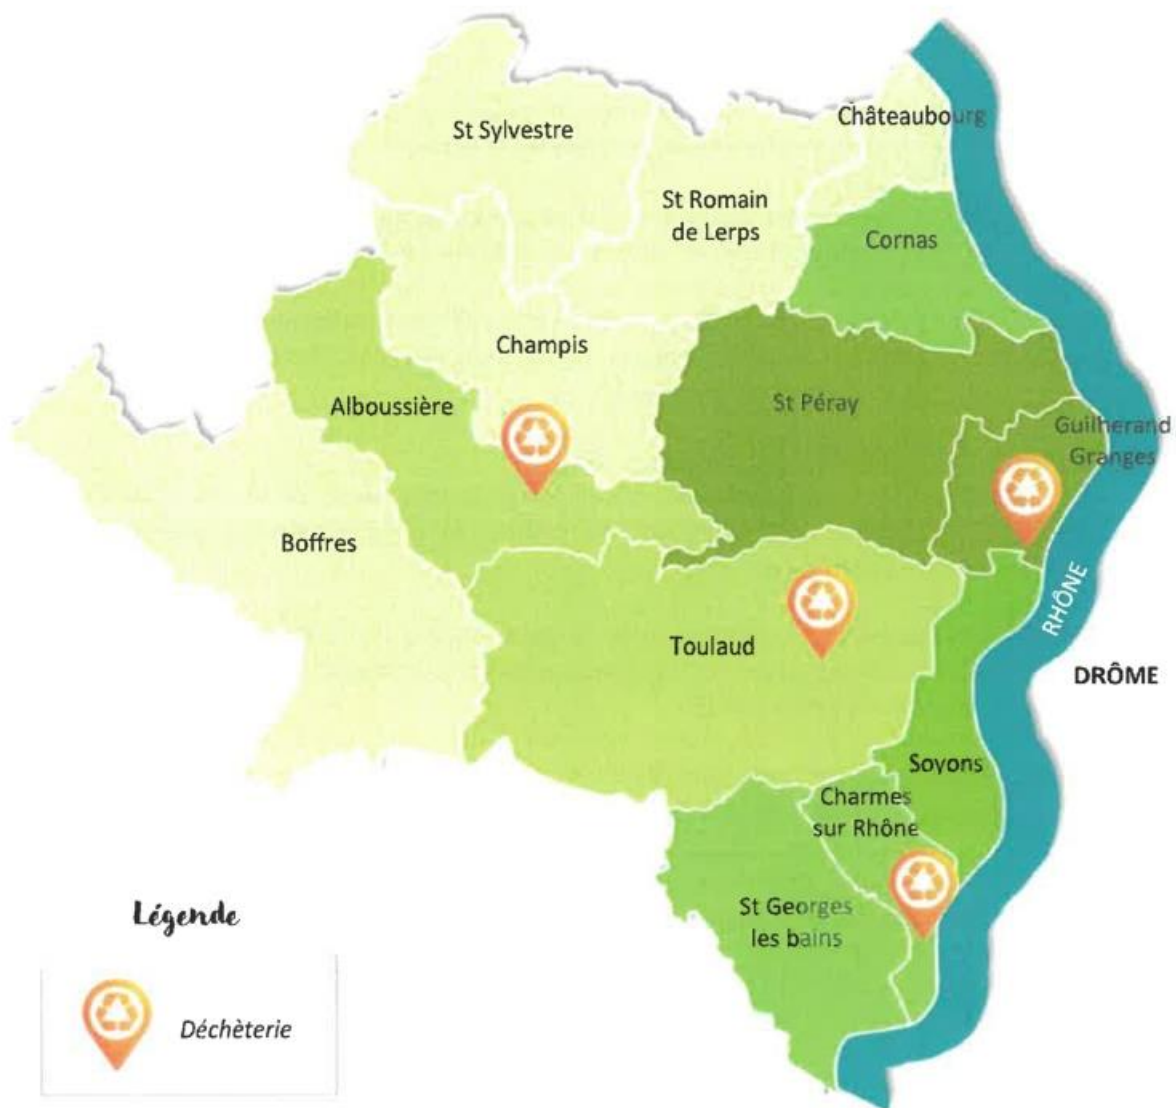 Châteaubourg
St Sylvestre
St Romain
de Lerps
Cornas
Champis
Alboussière
St Péray
Guilherand
Granges
Boffres
RHÔNE
Toulaud
DRÔME
Soyons
Charmes
sur Rhône
St Georges
les bains
Légende
Déchèterie